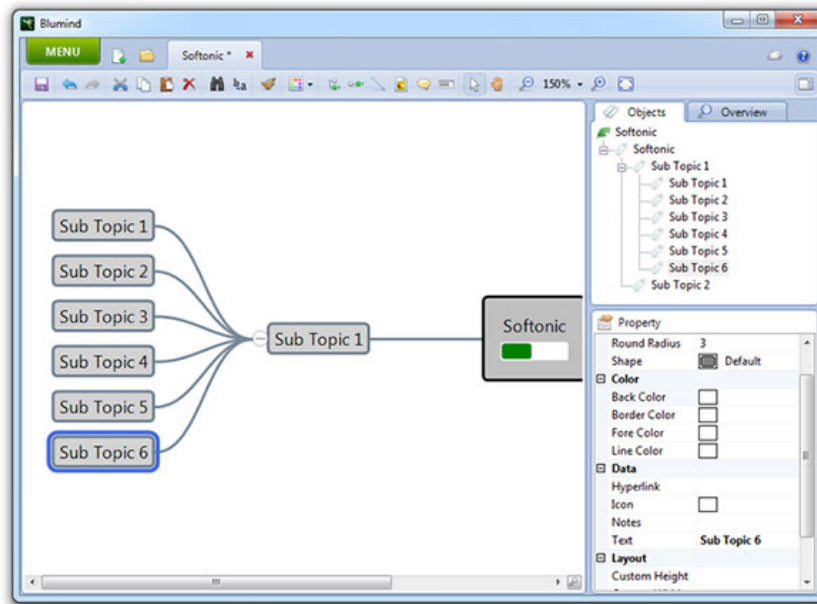 Blumind
MENU
Softonic *
150%
Objects
Overview
Softonic
Softonic
Sub Topic 1
Sub Topic 1
Sub Topic 2
Sub Topic 3
Sub Topic 4
Sub Topic 5
Sub Topic 6
Sub Topic 2
Sub Topic 1
Sub Topic 2
Sub Topic 3
Sub Topic 4
Sub Topic 5
Sub Topic 6
Sub Topic 1
Softonic
Property
Round Radius 3
Shape Default
Color
Back Color
Border Color
Fore Color
Line Color
Data
Hyperlink
Icon
Notes
Text Sub Topic 6
Layout
Custom Height